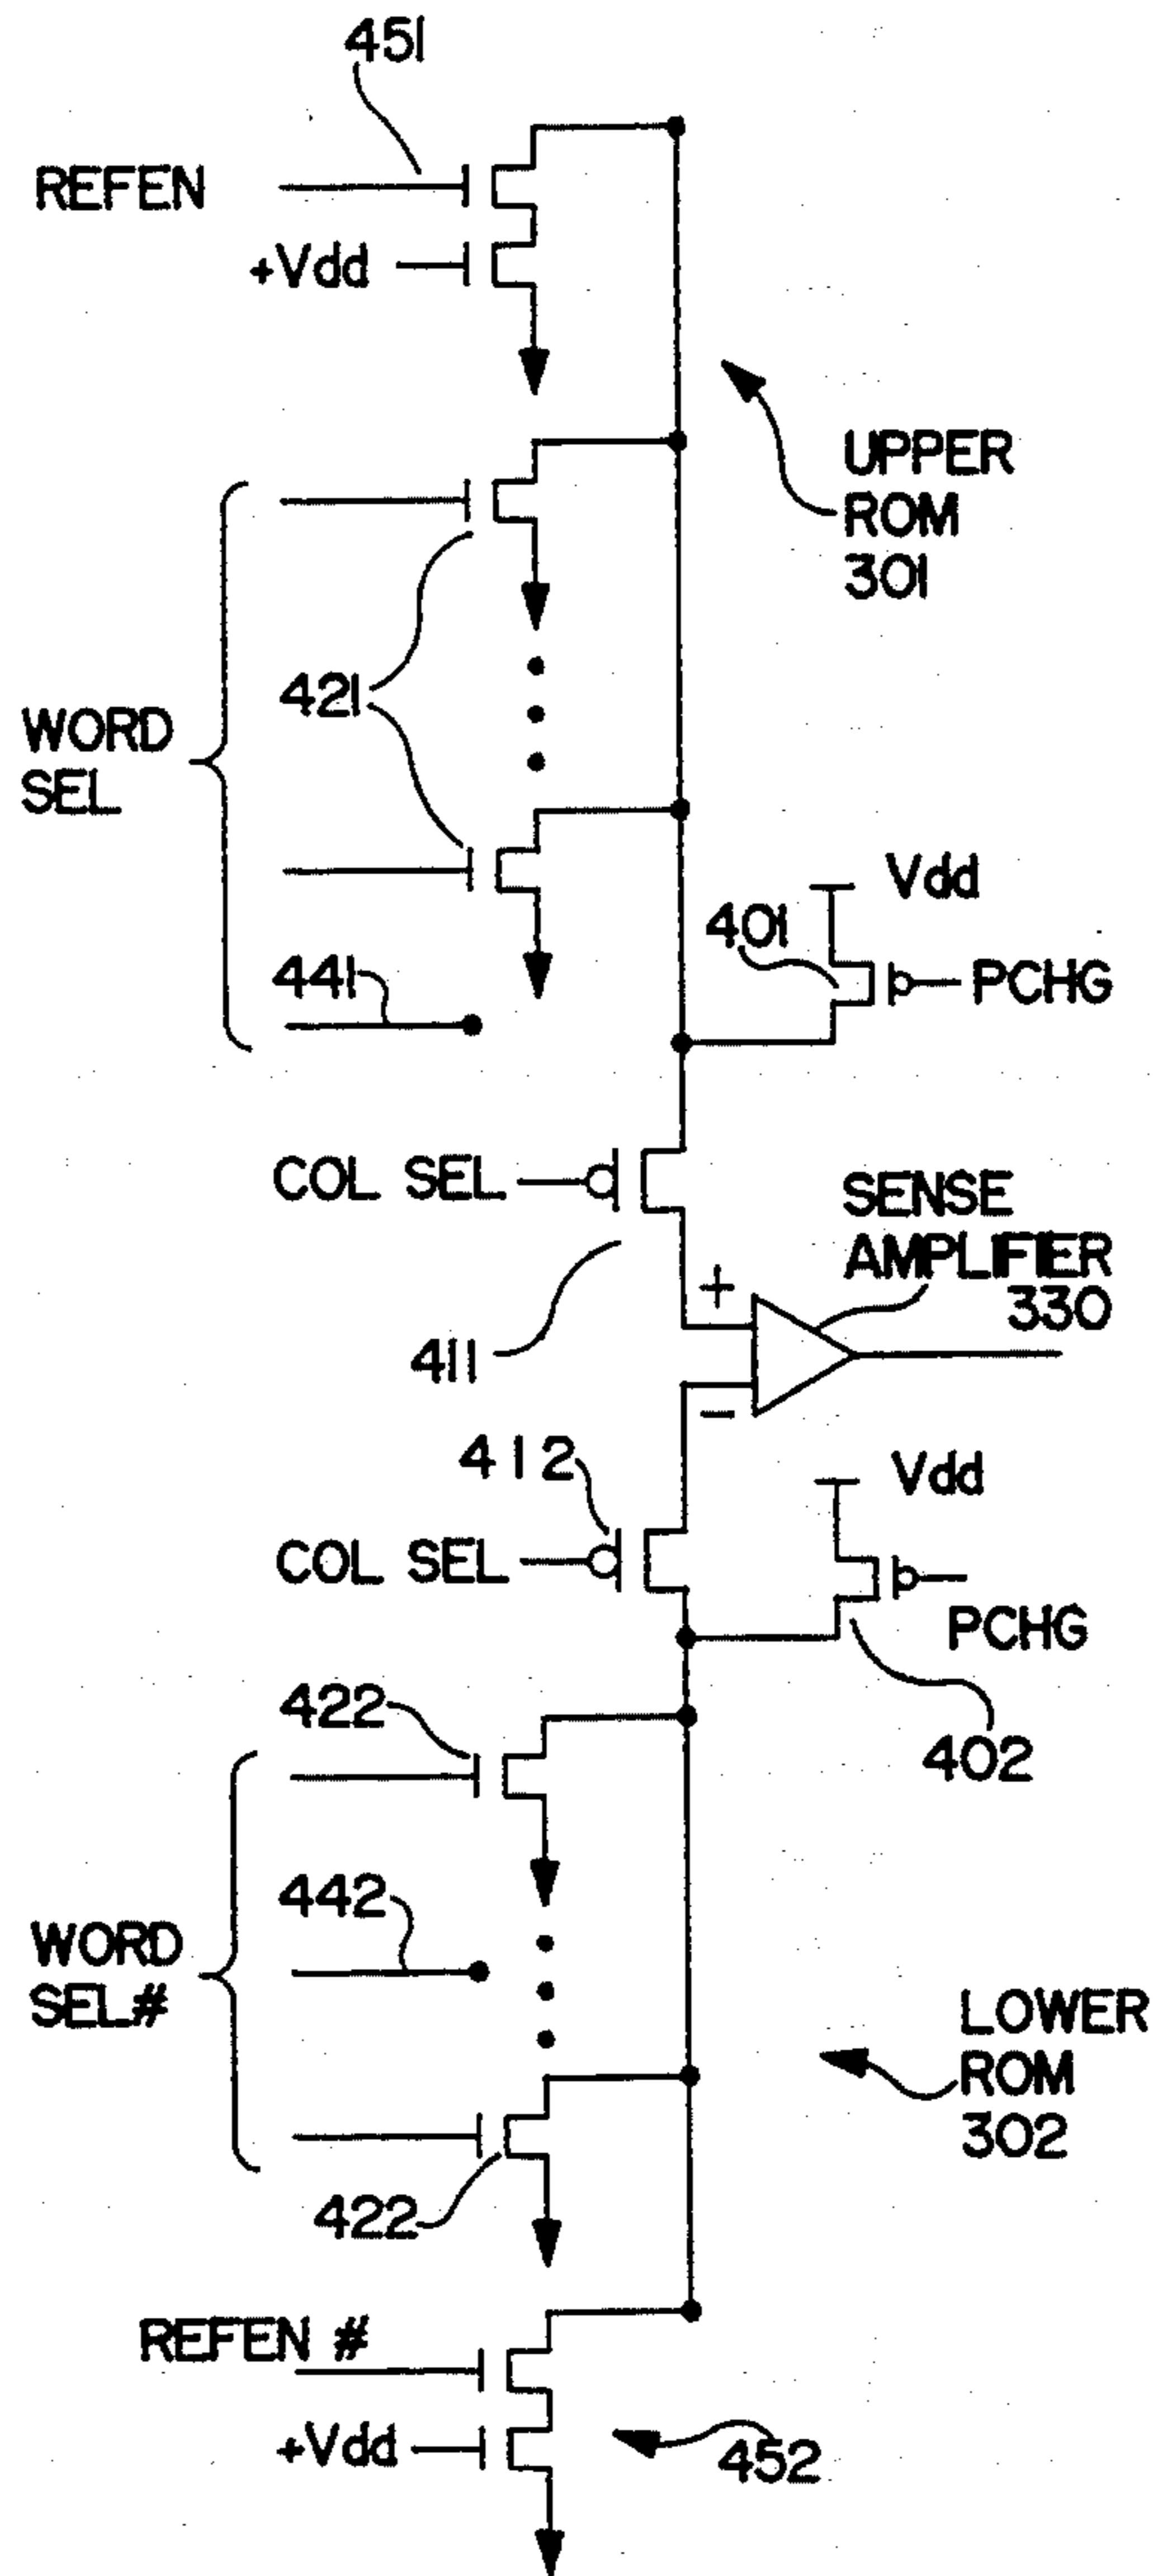 451
REFEN
+Vdd
UPPER
ROM
301
421
WORD
SEL
Vdd
401
PCHG
441
COL SEL
SENSE
AMPLIFIER
330
+
411
−
412
Vdd
COL SEL
PCHG
422
402
442
WORD
SEL#
LOWER
ROM
302
422
REFEN #
+Vdd
452